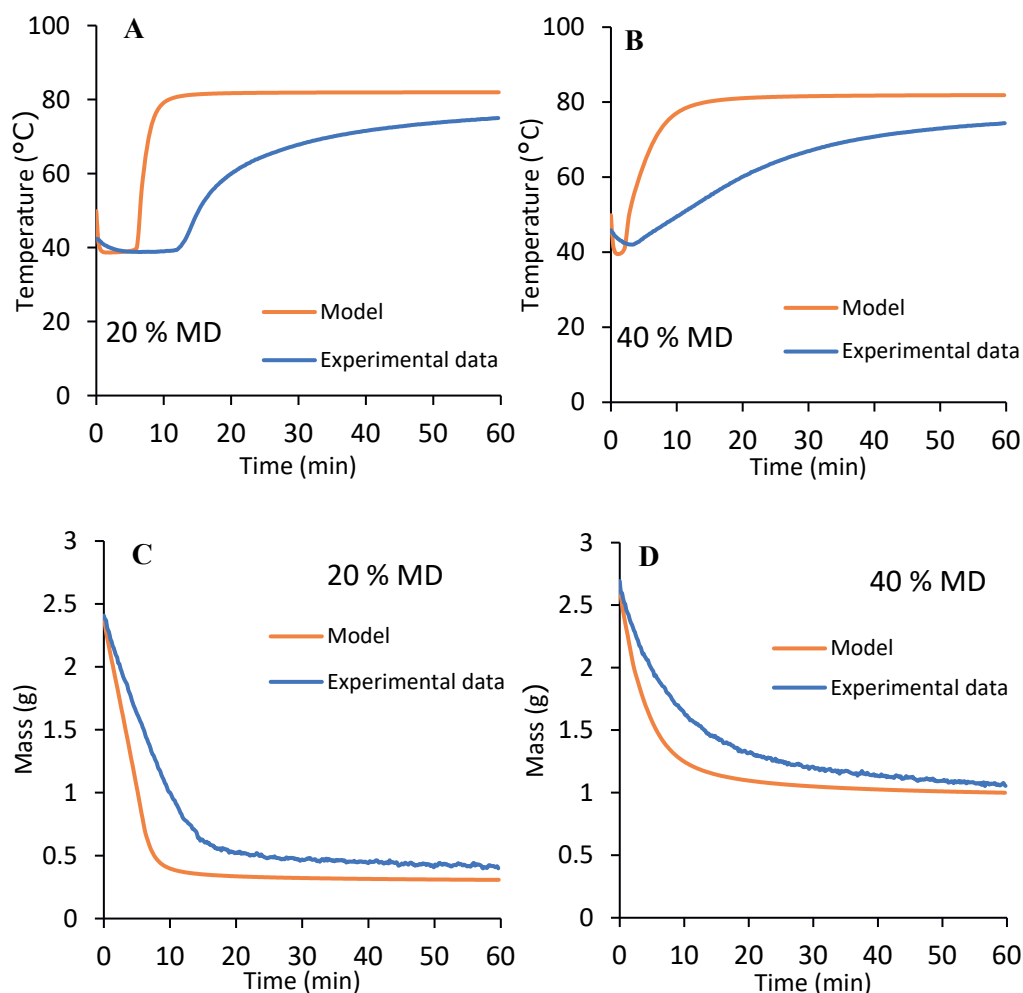 A
100
80
60
40
20
0
Temperature (°C)
Model
20 % MD
Experimental data
0 10 20 30 40 50 60
Time (min)
B
100
80
60
40
20
0
Temperature (°C)
Model
40 % MD
Experimental data
0 10 20 30 40 50 60
Time (min)
C
3
2.5
2
1.5
1
0.5
0
Mass (g)
20 % MD
Model
Experimental data
0 10 20 30 40 50 60
Time (min)
D
3
2.5
2
1.5
1
0.5
0
Mass (g)
40 % MD
Model
Experimental data
0 10 20 30 40 50 60
Time (min)